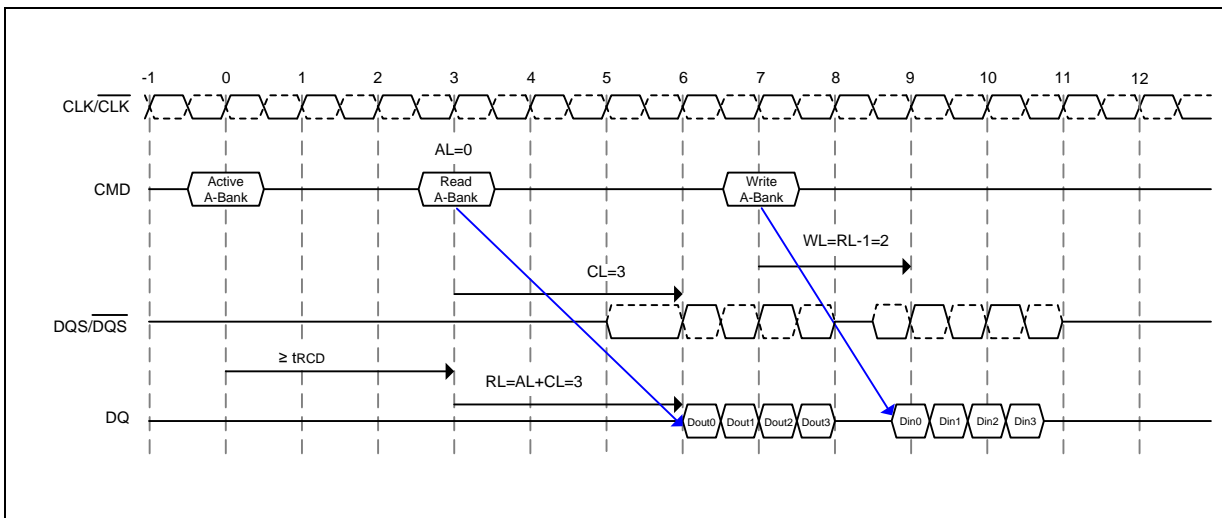 -1 0 1 2 3 4 5 6 7 8 9 10 11 12
CLK/CLK
AL=0
CMD
Active
A-Bank
Read
A-Bank
Write
A-Bank
WL=RL-1=2
CL=3
DQS/DQS
≥ tRCD
RL=AL+CL=3
DQ
Dout0 Dout1 Dout2 Dout3 Din0 Din1 Din2 Din3